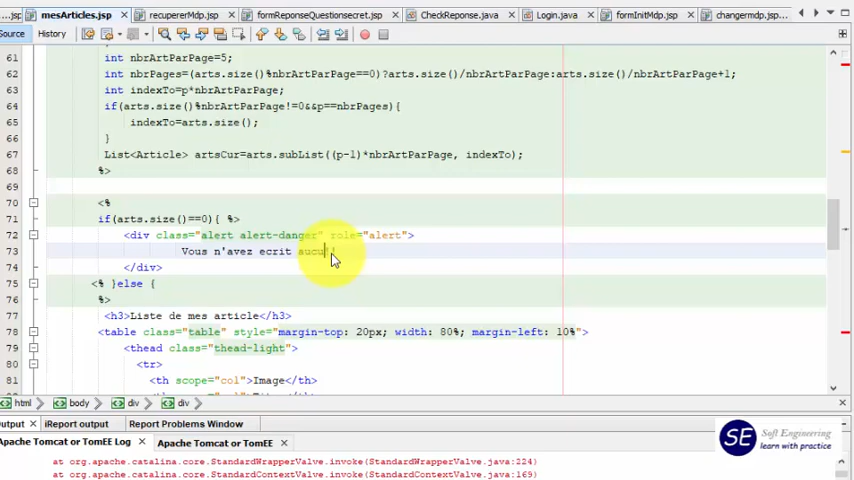 ...jsp mesArticles.jsp recupererMdp.jsp formReponseQuestionsecret.jsp CheckReponse.java Login.java formInitMdp.jsp changermdp.jsp...
Source History
61 int nbrArtParPage=5;
62 int nbrPages=(arts.size()%nbrArtParPage==0)?arts.size()/nbrArtParPage:arts.size()/nbrArtParPage+1;
63 int indexTo=p*nbrArtParPage;
64 if(arts.size()%nbrArtParPage!=0&&p==nbrPages){
65 indexTo=arts.size();
66 }
67 List<Article> artsCur=arts.subList((p-1)*nbrArtParPage, indexTo);
68 %>
69
70 <%
71 if(arts.size()==0){ %>
72 <div class="alert alert-danger" role="alert">
73 Vous n'avez ecrit aucu
74 </div>
75 <% }else {
76 %>
77 <h3>Liste de mes article</h3>
78 <table class="table" style="margin-top: 20px; width: 80%; margin-left: 10%">
79 <thead class="thead-light">
80 <tr>
81 <th scope="col">Image</th>
html body div div
Output iReport output Report Problems Window
Apache Tomcat or TomEE Log Apache Tomcat or TomEE
at org.apache.catalina.core.StandardWrapperValve.invoke(StandardWrapperValve.java:224)
at org.apache.catalina.core.StandardContextValve.invoke(StandardContextValve.java:169)
SE Soft Engineering
learn with practice